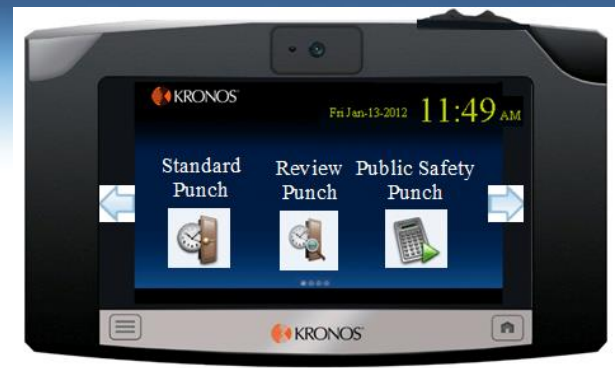 KRONOS
Fri Jan-13-2012 11:49 AM
Standard Punch
Review Punch
Public Safety Punch
KRONOS